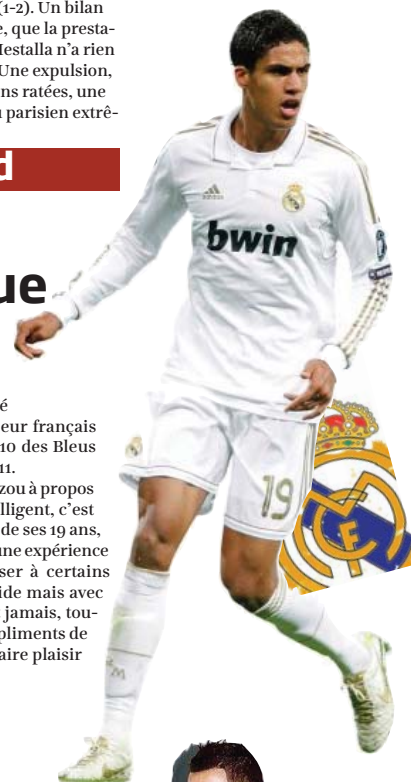 (1-2). Un bilan
e, que la presta-
Mestalla n’a rien
Une expulsion,
ns ratées, une
u parisien extrê-
d
ue
é
eur français
10 des Bleus
11.
zou à propos
lligent, c’est
de ses 19 ans,
une expérience
ser à certains
ide mais avec
jamais, tou-
pliments de
aire plaisir
adidas
bwin
19